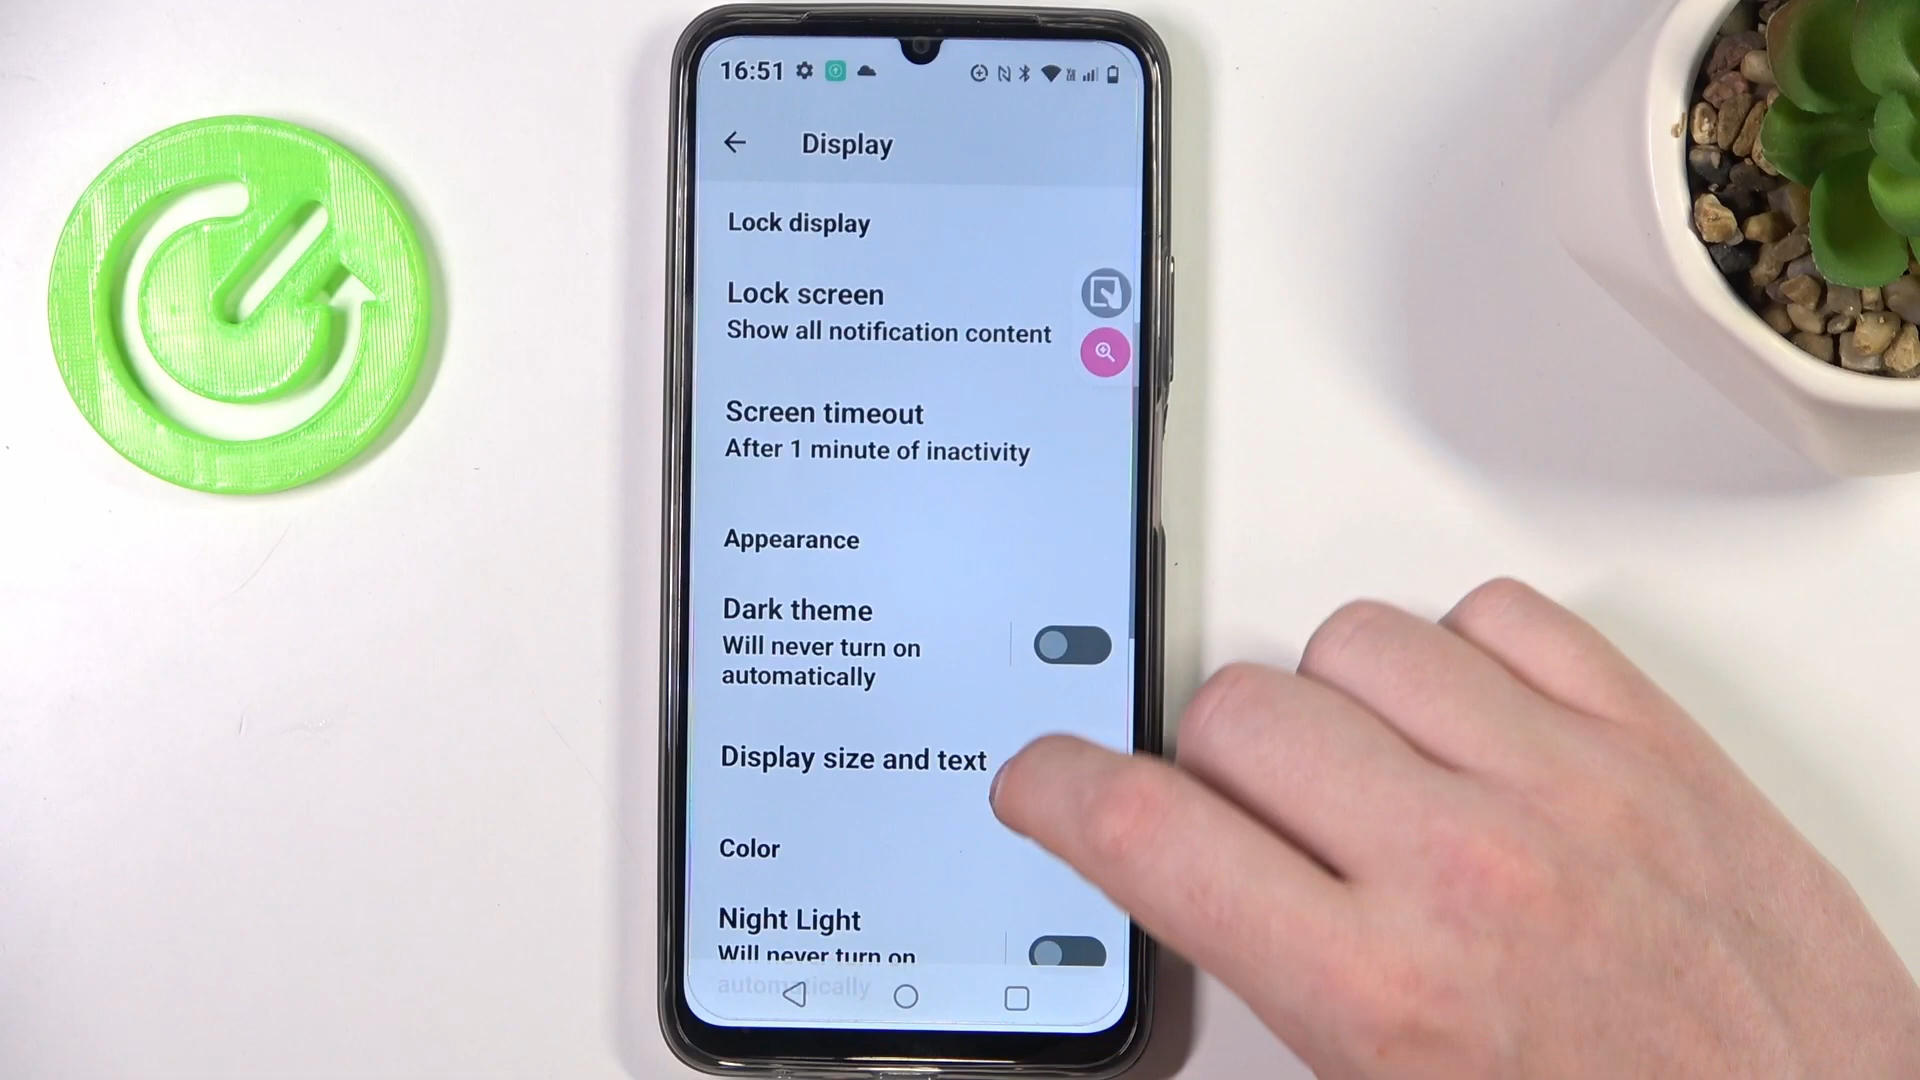 16:51
Display
Lock display
Lock screen
Show all notification content
Screen timeout
After 1 minute of inactivity
Appearance
Dark theme
Will never turn on
automatically
Display size and text
Color
Night Light
Will never turn on
automatically